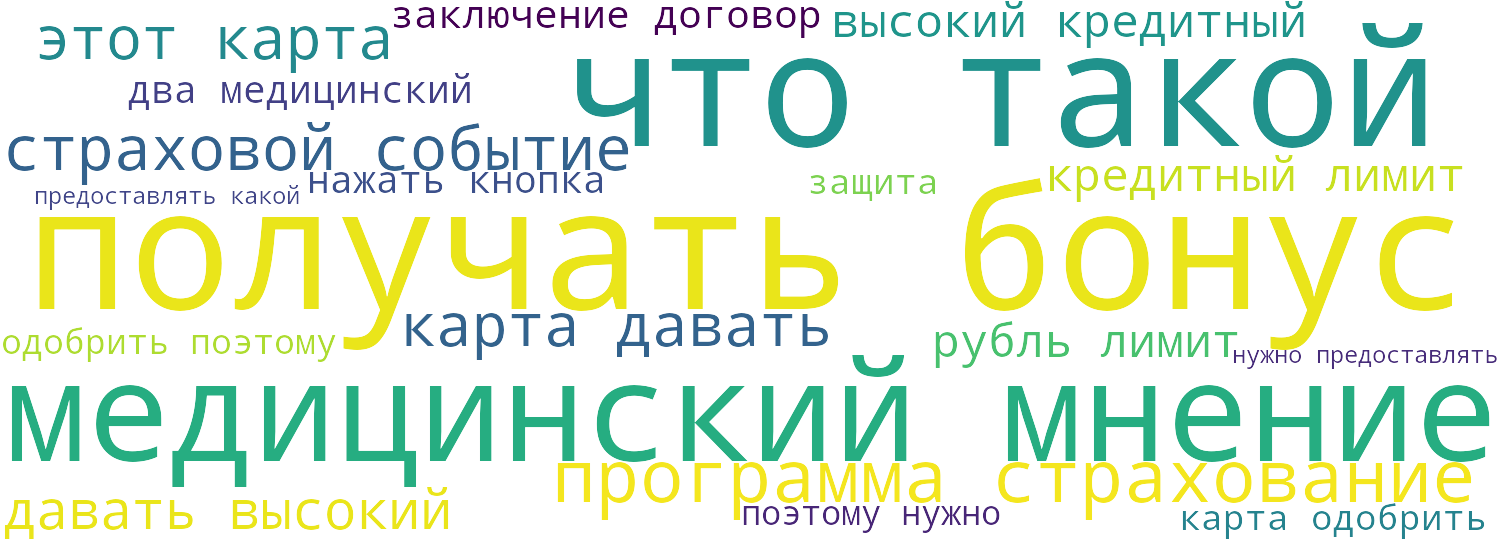 заключение договор
высокий кредитный
этот карта
что такой
два медицинский
страховой событие
нажать кнопка
защита
кредитный лимит
предоставлять какой
получать бонус
карта давать
рубль лимит
одобрить поэтому
нужно предоставлять
медицинский мнение
программа страхование
давать высокий
поэтому нужно
карта одобрить